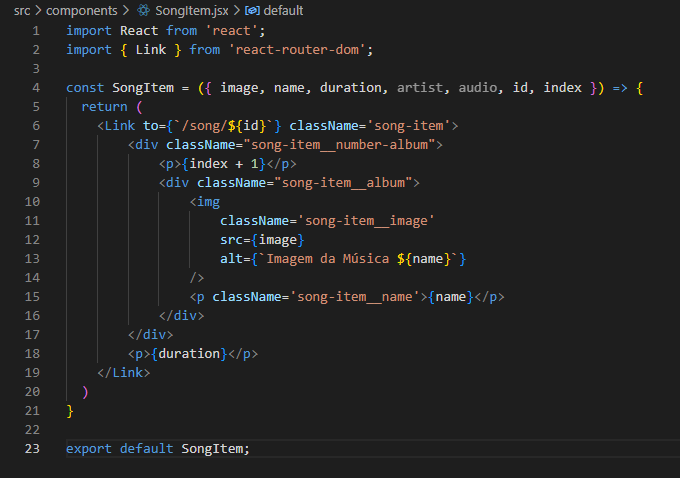 src > components > SongItem.jsx > default
1 import React from 'react';
2 import { Link } from 'react-router-dom';
3
4 const SongItem = ({ image, name, duration, artist, audio, id, index }) => {
5   return (
6     <Link to={`/song/${id}`} className='song-item'>
7         <div className="song-item__number-album">
8             <p>{index + 1}</p>
9             <div className="song-item__album">
10                 <img
11                     className='song-item__image'
12                     src={image}
13                     alt={`Imagem da Música ${name}`}
14                 />
15                 <p className='song-item__name'>{name}</p>
16             </div>
17         </div>
18         <p>{duration}</p>
19     </Link>
20   )
21 }
22
23 export default SongItem;